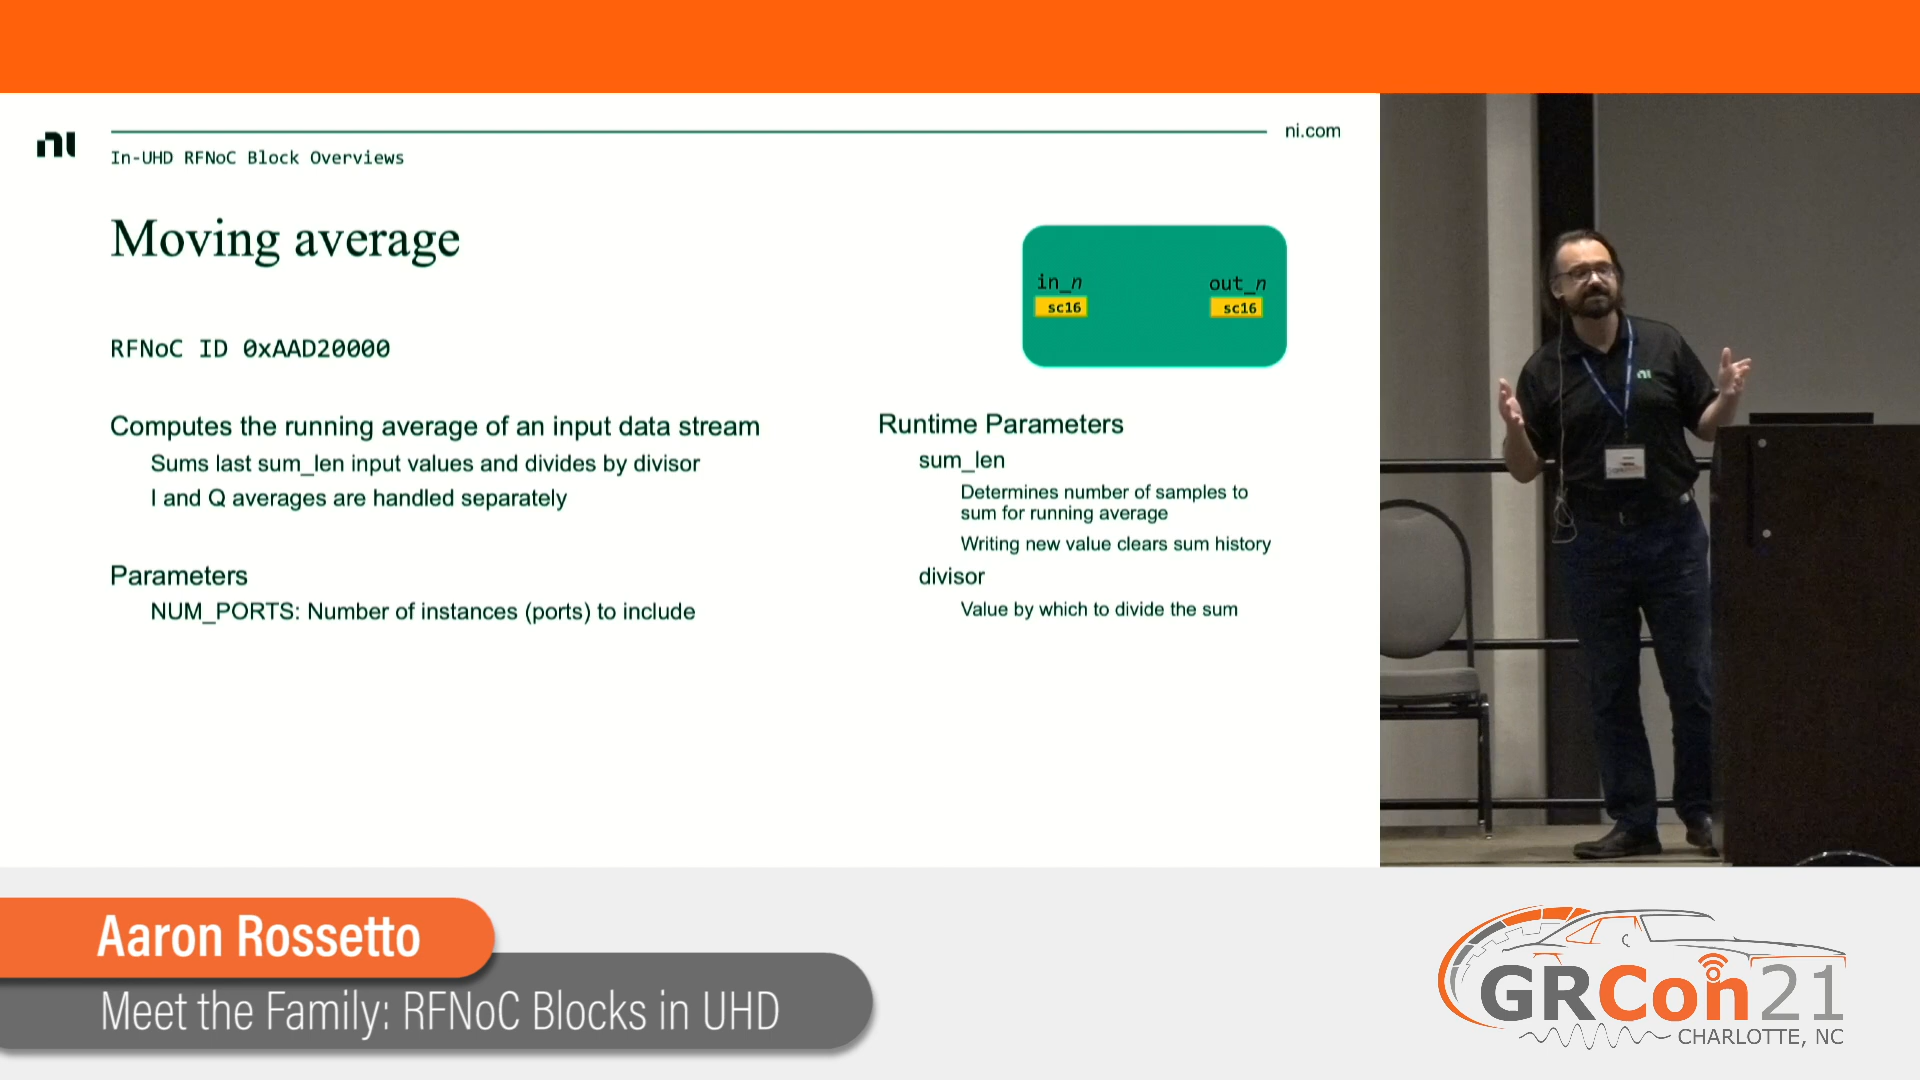 ni
ni.com
In-UHD RFNoC Block Overviews
Moving average
in_n
out_n
sc16
sc16
RFNoC ID 0xAAD20000
Computes the running average of an input data stream
Sums last sum_len input values and divides by divisor
I and Q averages are handled separately
Parameters
NUM_PORTS: Number of instances (ports) to include
Runtime Parameters
sum_len
Determines number of samples to
sum for running average
Writing new value clears sum history
divisor
Value by which to divide the sum
ni
Aaron Rossetto
Meet the Family: RFNoC Blocks in UHD
GRCon21
CHARLOTTE, NC